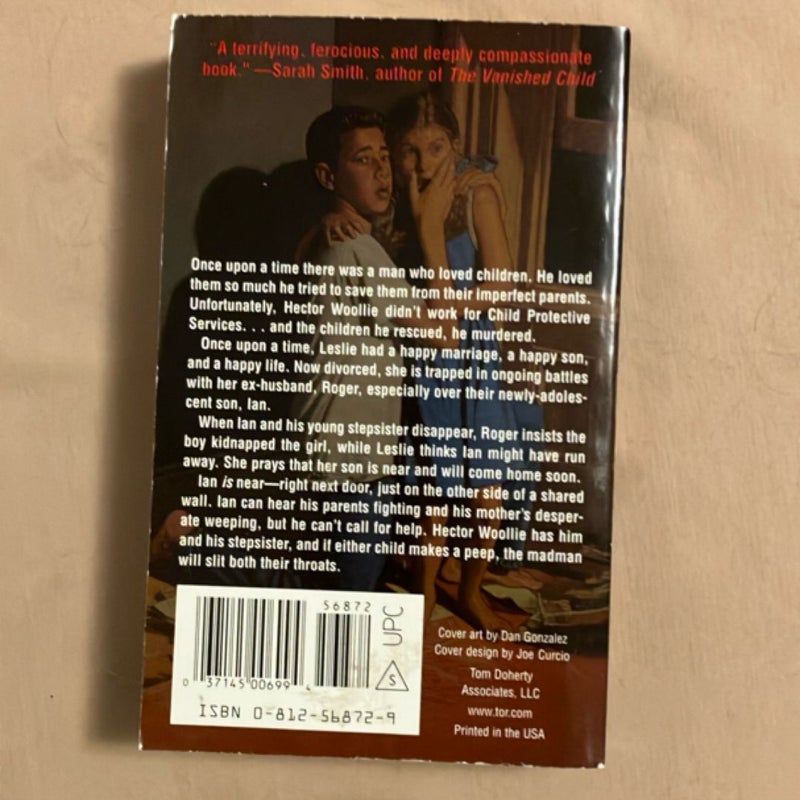 "A terrifying, ferocious, and deeply compassionate
book." —Sarah Smith, author of The Vanished Child
Once upon a time there was a man who loved children. He loved
them so much he tried to save them from their imperfect parents.
Unfortunately, Hector Woollie didn't work for Child Protective
Services. . . and the children he rescued, he murdered.
Once upon a time, Leslie had a happy marriage, a happy son,
and a happy life. Now divorced, she is trapped in ongoing battles
with her ex-husband, Roger, especially over their newly-adoles-
cent son, Ian.
When Ian and his young stepsister disappear, Roger insists the
boy kidnapped the girl, while Leslie thinks Ian might have run
away. She prays that her son is near and will come home soon.
Ian is near—right next door, just on the other side of a shared
wall. Ian can hear his parents fighting and his mother's desper-
ate weeping, but he can't call for help. Hector Woollie has him
and his stepsister, and if either child makes a peep, the madman
will slit both their throats.
56872
UPC
S
0 37145 00699 4
ISBN 0-812-56872-9
Cover art by Dan Gonzalez
Cover design by Joe Curcio
Tom Doherty
Associates, LLC
www.tor.com
Printed in the USA